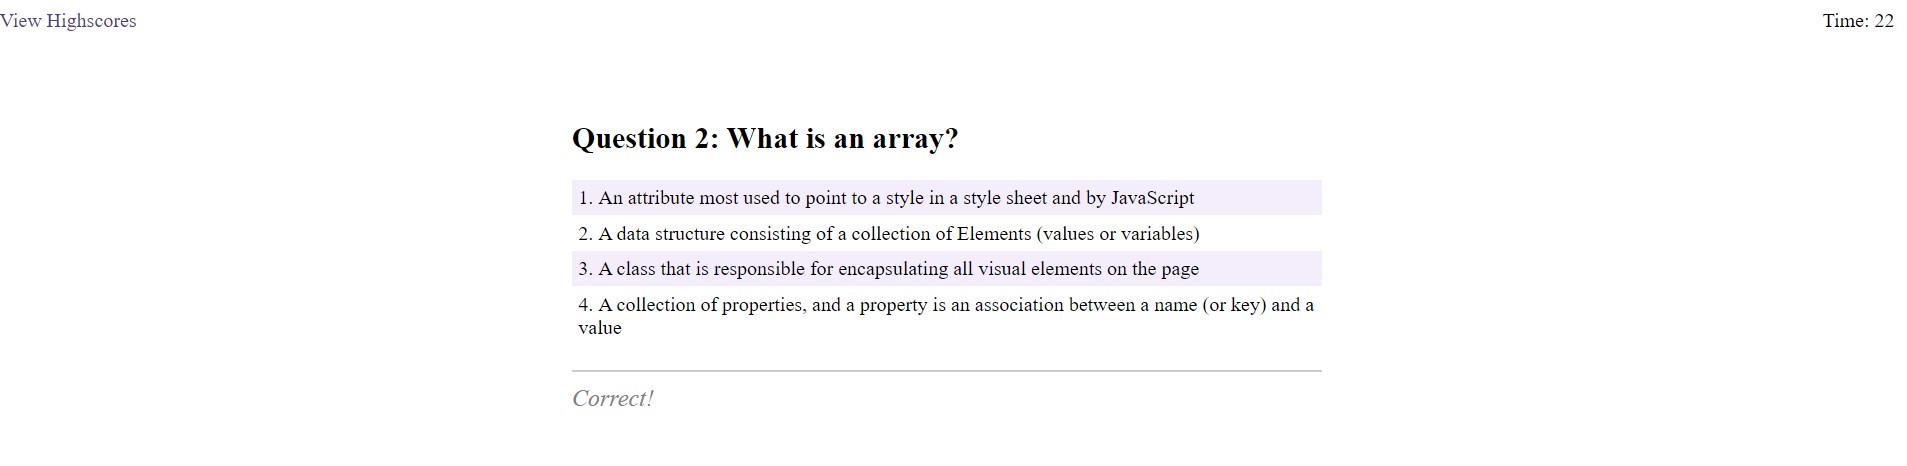 View Highscores
Time: 22
Question 2: What is an array?
1. An attribute most used to point to a style in a style sheet and by JavaScript
2. A data structure consisting of a collection of Elements (values or variables)
3. A class that is responsible for encapsulating all visual elements on the page
4. A collection of properties, and a property is an association between a name (or key) and a
value
Correct!